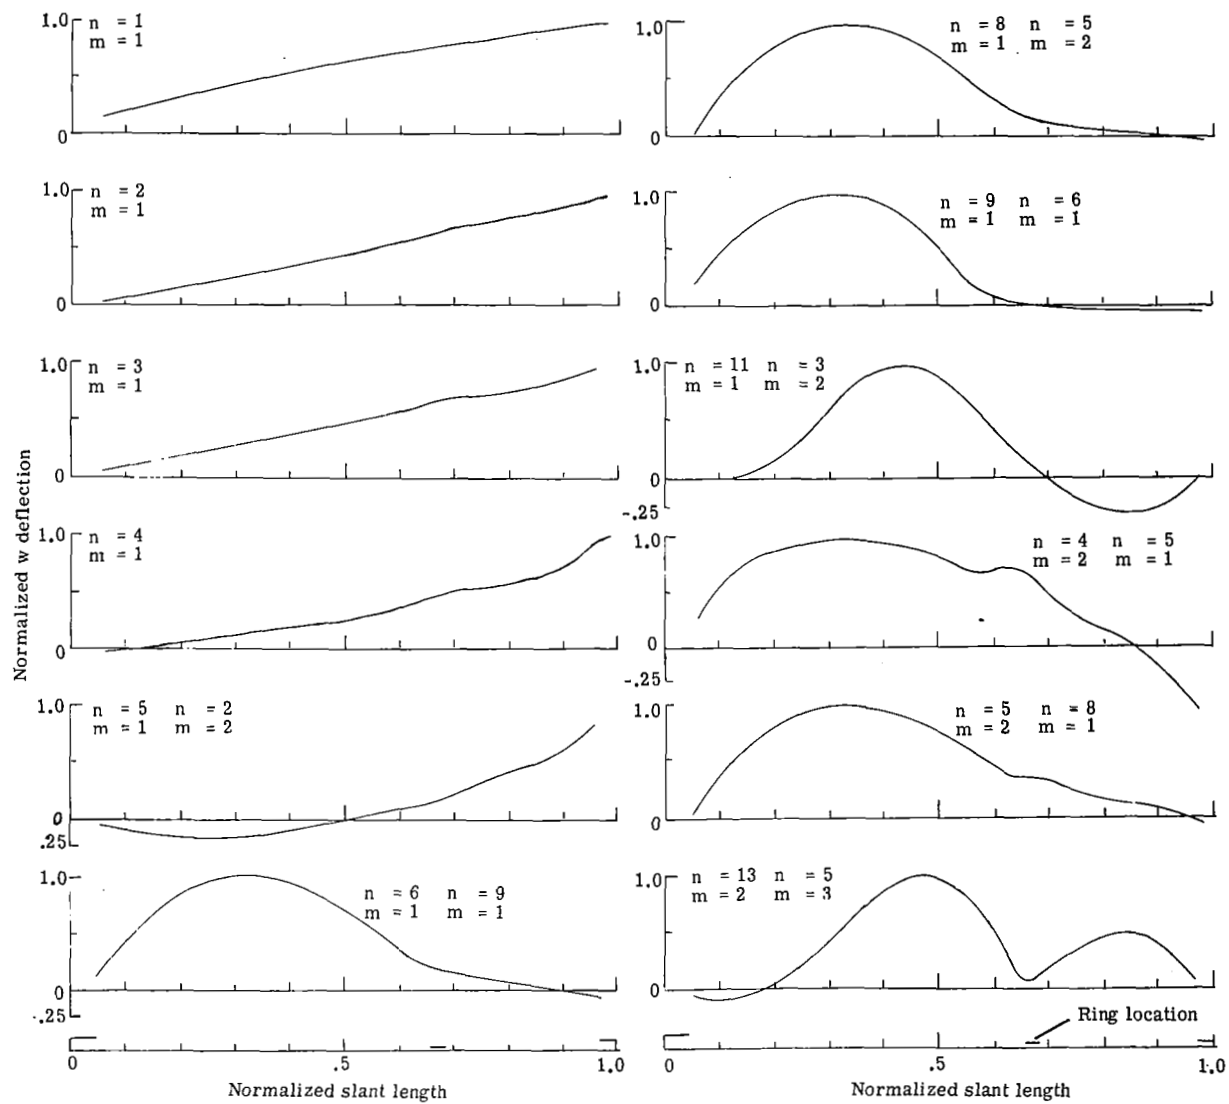 1.0
n = 1
m = 1
0
1.0
n = 2
m = 1
0
1.0
n = 3
m = 1
0
1.0
n = 4
m = 1
0
1.0
n = 5 n = 2
m = 1 m = 2
0
.25
1.0
n = 6 n = 9
m = 1 m = 1
0
-.25
0 .5 1.0
Normalized slant length
Normalized w deflection
1.0
n = 8 n = 5
m = 1 m = 2
0
1.0
n = 9 n = 6
m = 1 m = 1
0
1.0
n = 11 n = 3
m = 1 m = 2
0
-.25
1.0
n = 4 n = 5
m = 2 m = 1
0
-.25
1.0
n = 5 n = 8
m = 2 m = 1
0
1.0
n = 13 n = 5
m = 2 m = 3
0
Ring location
0 .5 1.0
Normalized slant length